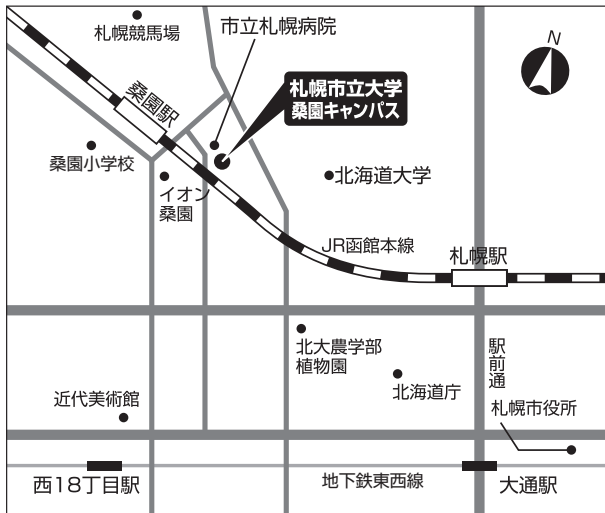 札幌競馬場
市立札幌病院
N
札幌市立大学
桑園キャンパス
桑園駅
桑園小学校
イオン
桑園
北海道大学
JR函館本線
札幌駅
北大農学部
植物園
駅前通
北海道庁
近代美術館
札幌市役所
西18丁目駅
地下鉄東西線
大通駅